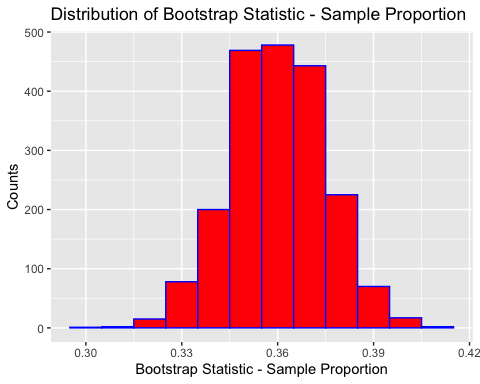 Distribution of Bootstrap Statistic - Sample Proportion
500
400
300
200
100
0
Counts
0.30 0.33 0.36 0.39 0.42
Bootstrap Statistic - Sample Proportion